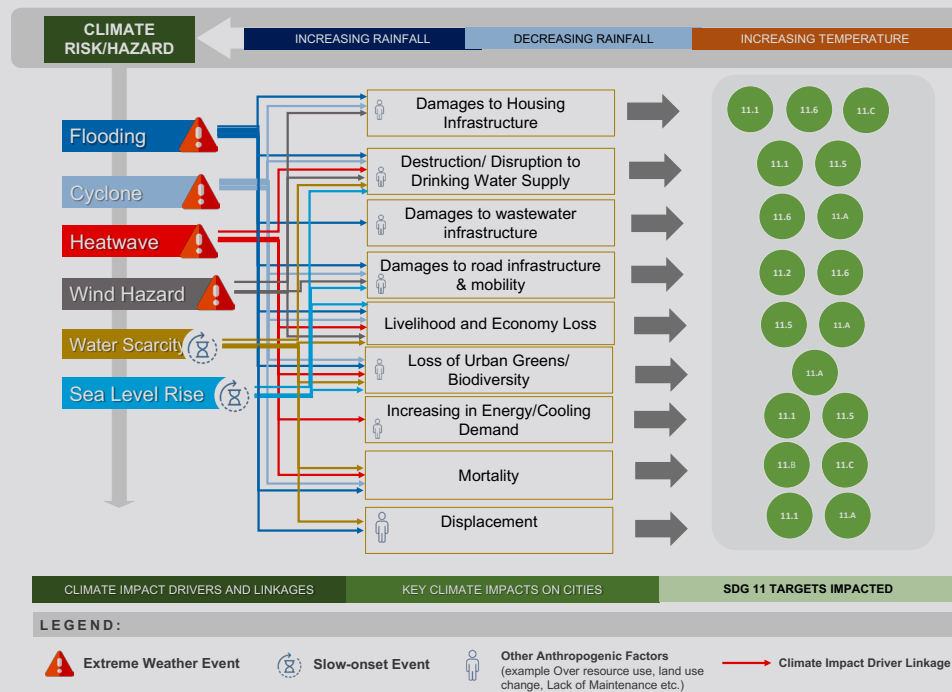 CLIMATE
RISK/HAZARD
INCREASING RAINFALL
DECREASING RAINFALL
INCREASING TEMPERATURE
Flooding
Cyclone
Heatwave
Wind Hazard
Water Scarcity
Sea Level Rise
Damages to Housing
Infrastructure
11.1
11.6
11.C
Destruction/ Disruption to
Drinking Water Supply
11.1
11.5
Damages to wastewater
infrastructure
11.6
11.A
Damages to road infrastructure
& mobility
11.2
11.6
Livelihood and Economy Loss
11.5
11.A
Loss of Urban Greens/
Biodiversity
11.A
Increasing in Energy/Cooling
Demand
11.1
11.5
Mortality
11.B
11.C
Displacement
11.1
11.A
CLIMATE IMPACT DRIVERS AND LINKAGES
KEY CLIMATE IMPACTS ON CITIES
SDG 11 TARGETS IMPACTED
LEGEND:
Extreme Weather Event
Slow-onset Event
Other Anthropogenic Factors
(example Over resource use, land use
change, Lack of Maintenance etc.)
Climate Impact Driver Linkage